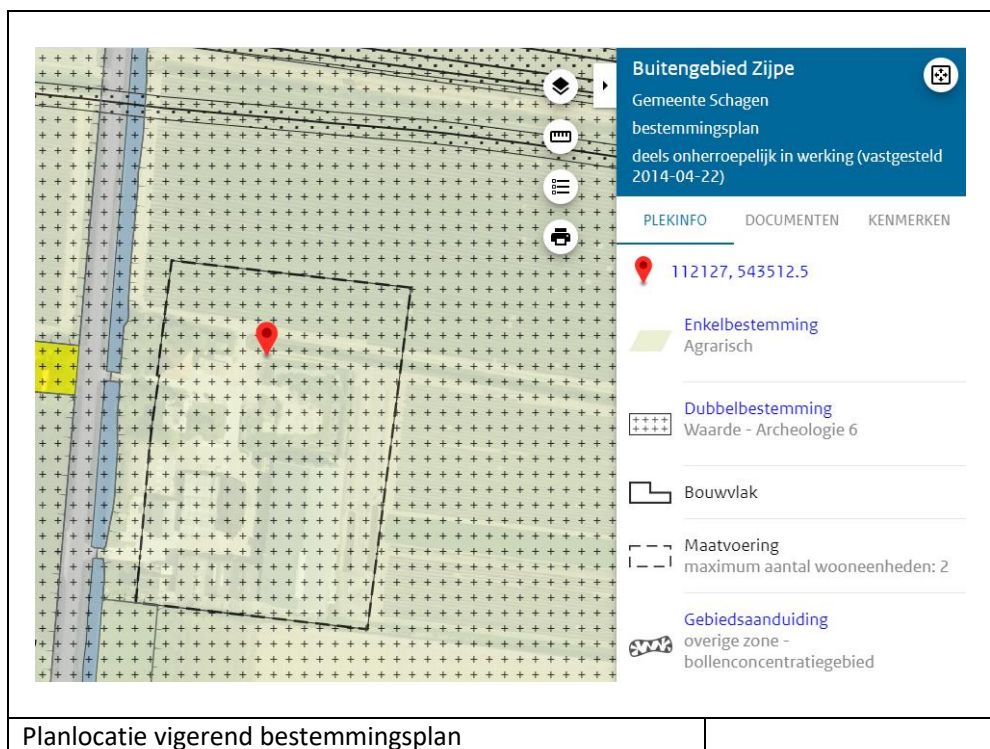 Buitengebied Zijpe
Gemeente Schagen
bestemmingsplan
deels onherroepelijk in werking (vastgesteld
2014-04-22)
PLEKINFO DOCUMENTEN KENMERKEN
112127, 543512.5
Enkelbestemming
Agrarisch
Dubbelbestemming
Waarde - Archeologie 6
Bouwvlak
Maatvoering
maximum aantal wooneenheden: 2
Gebiedsaanduiding
overige zone -
bollenconcentratiegebied
Planlocatie vigerend bestemmingsplan